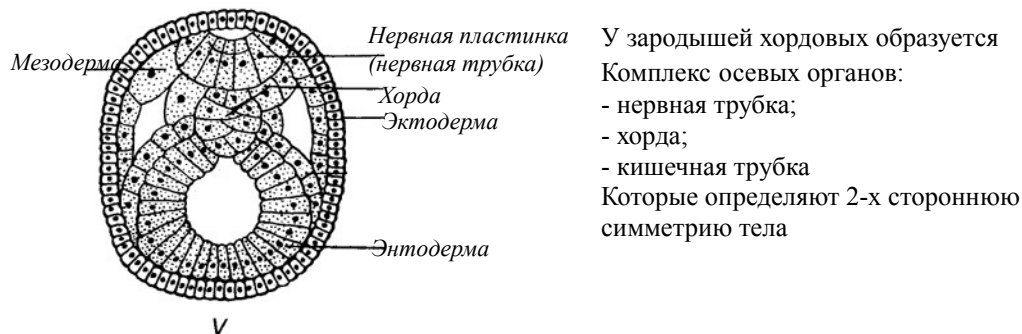 Мезодерма
Нервная пластинка
(нервная трубка)
Хорда
Эктодерма
Энтодерма
V
У зародышей хордовых образуется
Комплекс осевых органов:
- нервная трубка;
- хорда;
- кишечная трубка
Которые определяют 2-х стороннюю
симметрию тела